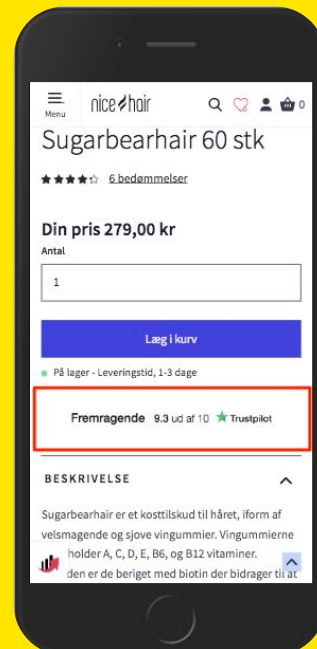 Menu
nice hair
0
Sugarbearhair 60 stk
6 bedømmelser
Din pris 279,00 kr
Antal
1
Læg i kurv
På lager - Leveringstid, 1-3 dage
Fremragende 9.3 ud af 10 Trustpilot
BESKRIVELSE
Sugarbearhair er et kosttilskud til håret, iform af
velsmagende og sjove vingummier. Vingummierne
holder A, C, D, E, B6, og B12 vitaminer.
den er de beriget med biotin der bidrager til at